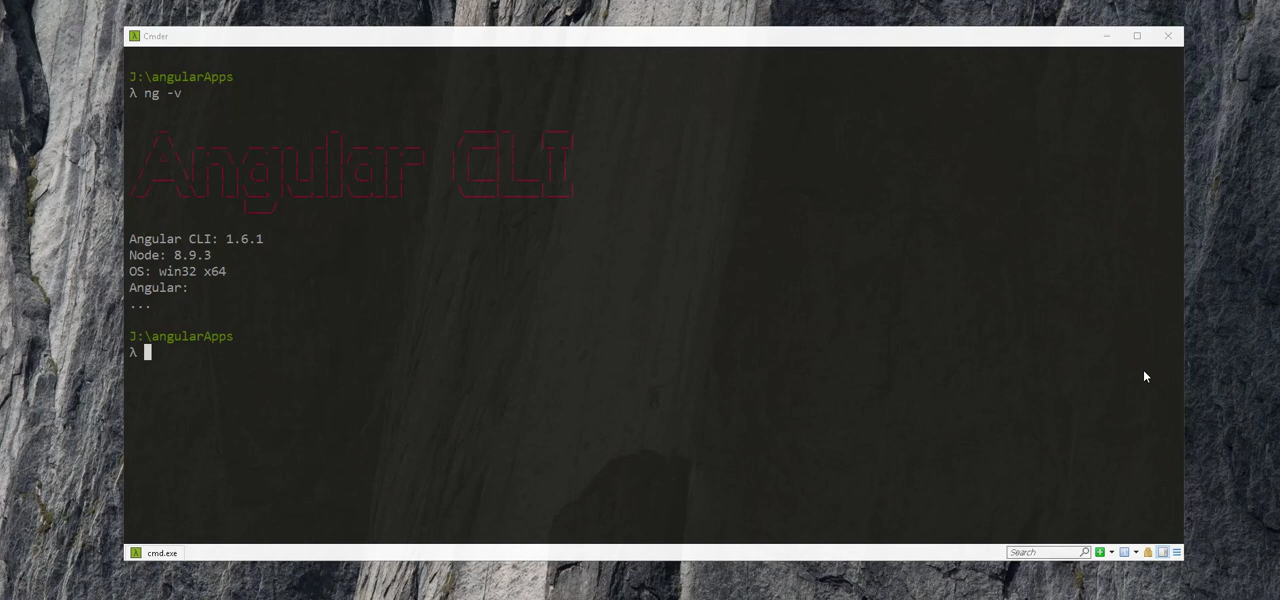 Cmder
J:\angularApps
λ ng -v
Angular CLI
Angular CLI: 1.6.1
Node: 8.9.3
OS: win32 x64
Angular:
...
J:\angularApps
λ
cmd.exe
Search